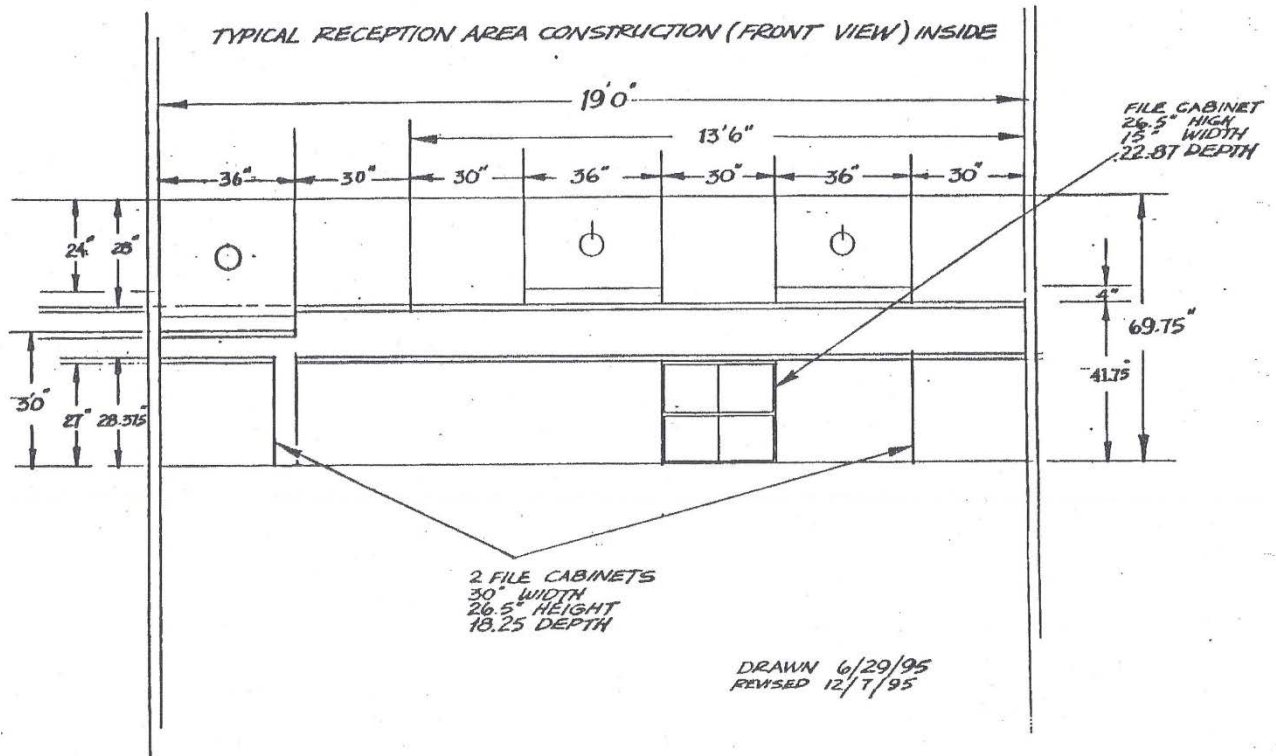 TYPICAL RECEPTION AREA CONSTRUCTION (FRONT VIEW) INSIDE
19'0"
13'6"
FILE CABINET
26.5" HIGH
15" WIDTH
22.87 DEPTH
36" 30" 30" 36" 30" 36" 30"
24" 28"
4"
69.75"
41.75"
30" 27" 28.375"
2 FILE CABINETS
30" WIDTH
26.5" HEIGHT
18.25 DEPTH
DRAWN 6/29/95
REVISED 12/7/95